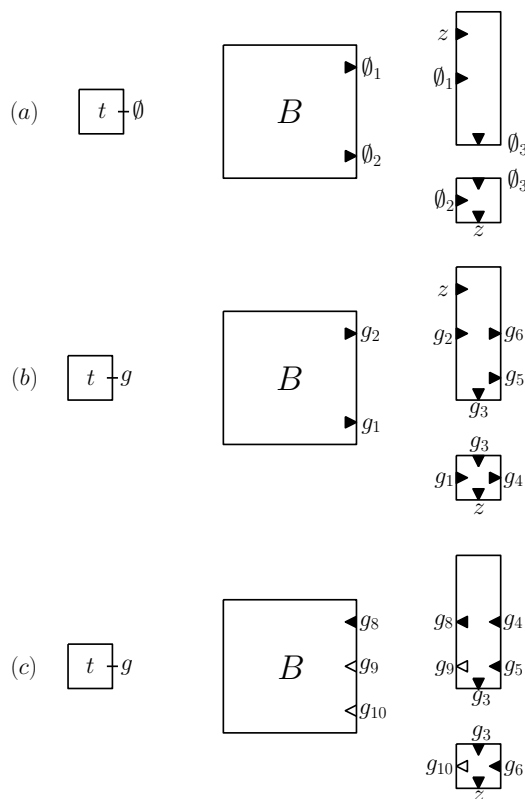 z
∅₁
(a) t ∅ B ∅₁
∅₂ ∅₃
∅₃
∅₂
z
z
(b) t g B g₂ g₂ g₆
g₁ g₅
g₃
g₃
g₁ g₄
z
g₈ g₈ g₄
(c) t g B g₉ g₉ g₅
g₁₀ g₃
g₃
g₁₀ g₆
z